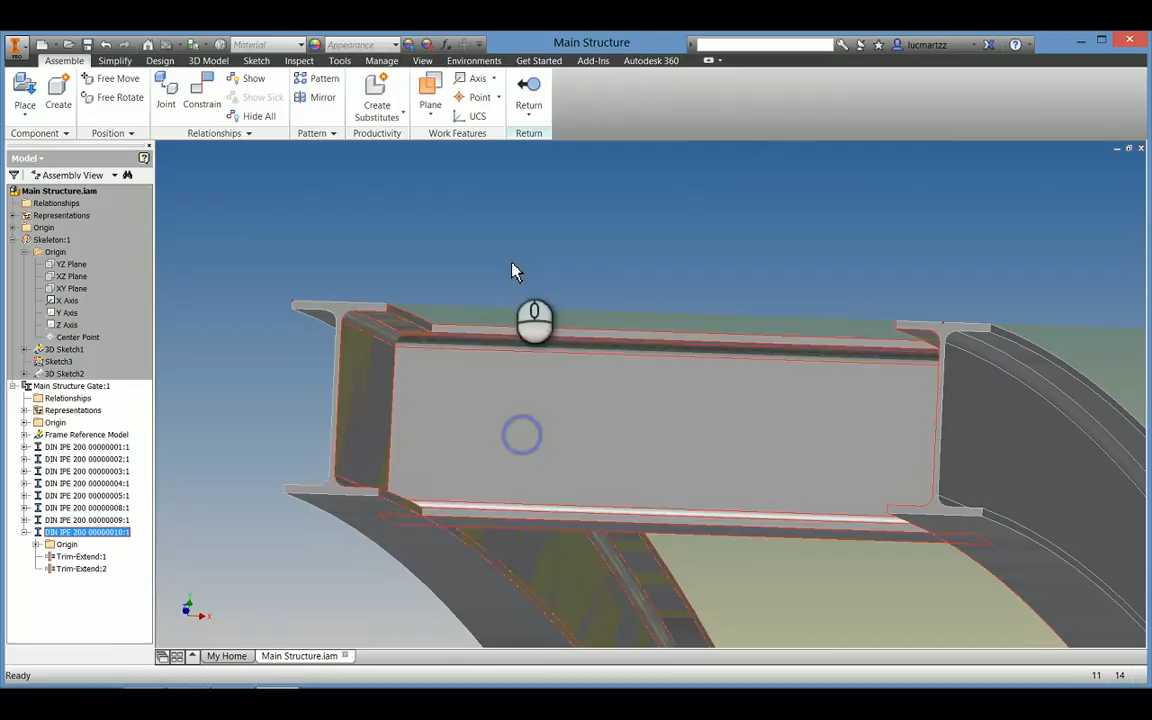 PRO
Material
Appearance
Main Structure
lucmartzz
Assemble
Simplify
Design
3D Model
Sketch
Inspect
Tools
Manage
View
Environments
Get Started
Add-Ins
Autodesk 360
Place
Create
Free Move
Free Rotate
Joint
Constrain
Show
Show Sick
Hide All
Pattern
Mirror
Create
Substitutes
Plane
Axis
Point
UCS
Return
Component
Position
Relationships
Pattern
Productivity
Work Features
Return
Model
Assembly View
Main Structure.iam
Relationships
Representations
Origin
Skeleton:1
Origin
YZ Plane
XZ Plane
XY Plane
X Axis
Y Axis
Z Axis
Center Point
3D Sketch1
Sketch3
3D Sketch2
Main Structure Gate:1
Relationships
Representations
Origin
Frame Reference Model
DIN IPE 200 00000001:1
DIN IPE 200 00000002:1
DIN IPE 200 00000003:1
DIN IPE 200 00000004:1
DIN IPE 200 00000005:1
DIN IPE 200 00000008:1
DIN IPE 200 00000009:1
DIN IPE 200 00000010:1
Origin
Trim-Extend:1
Trim-Extend:2
My Home
Main Structure.iam
Ready
11
14